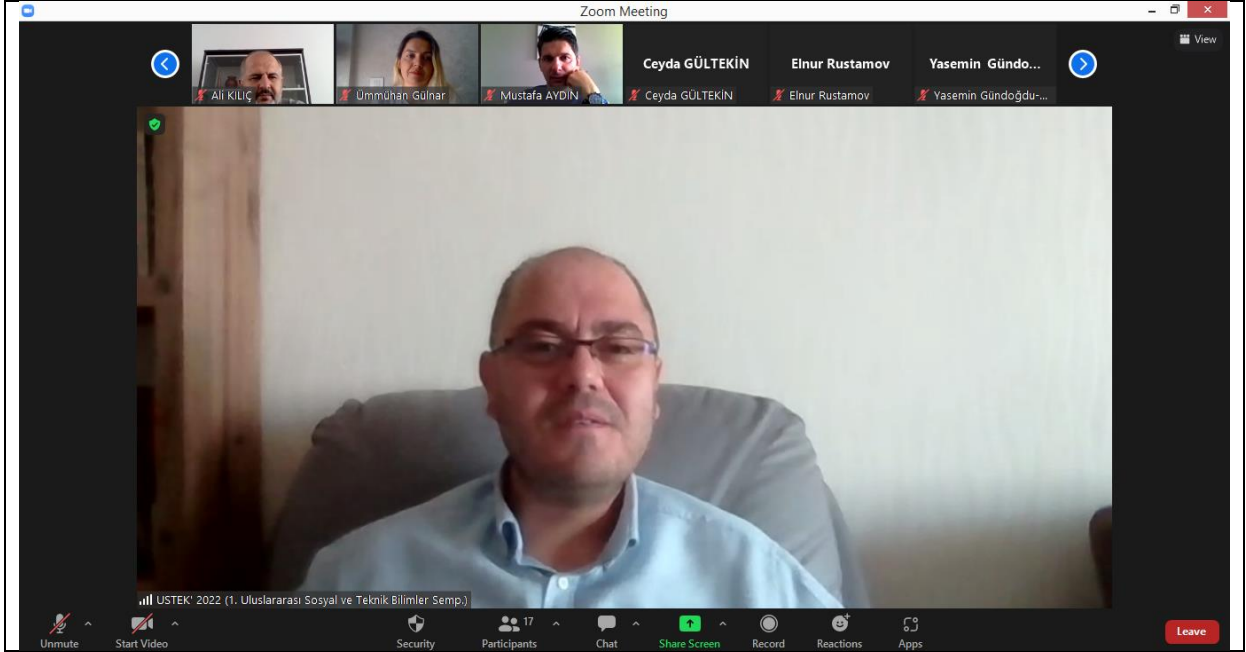 Zoom Meeting
View
Ceyda GÜLTEKİN
Elnur Rustamov
Yasemin Gündo...
Ali KILIÇ
Ümmühan Gülnar
Mustafa AYDIN
Ceyda GÜLTEKİN
Elnur Rustamov
Yasemin Gündoğdu-...
USTEK' 2022 (1. Uluslararası Sosyal ve Teknik Bilimler Semp.)
17
Unmute
Start Video
Security
Participants
Chat
Share Screen
Record
Reactions
Apps
Leave